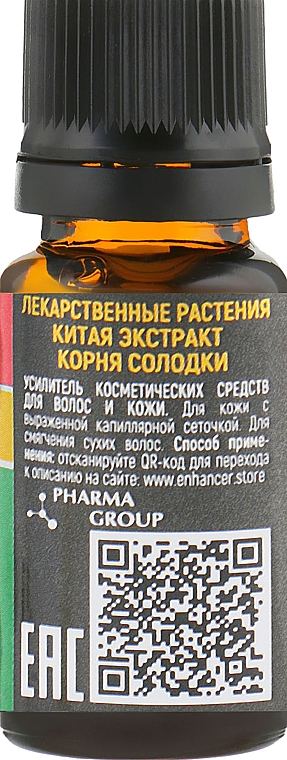 ЛЕКАРСТВЕННЫЕ РАСТЕНИЯ
КИТАЯ ЭКСТРАКТ
КОРНЯ СОЛОДКИ
УСИЛИТЕЛЬ КОСМЕТИЧЕСКИХ СРЕДСТВ
ДЛЯ ВОЛОС И КОЖИ. Для кожи с
выраженной капиллярной сеточкой. Для
смягчения сухих волос. Способ приме-
нения: отсканируйте QR-код для перехода
к описанию на сайте: www.enhancer.store
PHARMA
GROUP
EAC